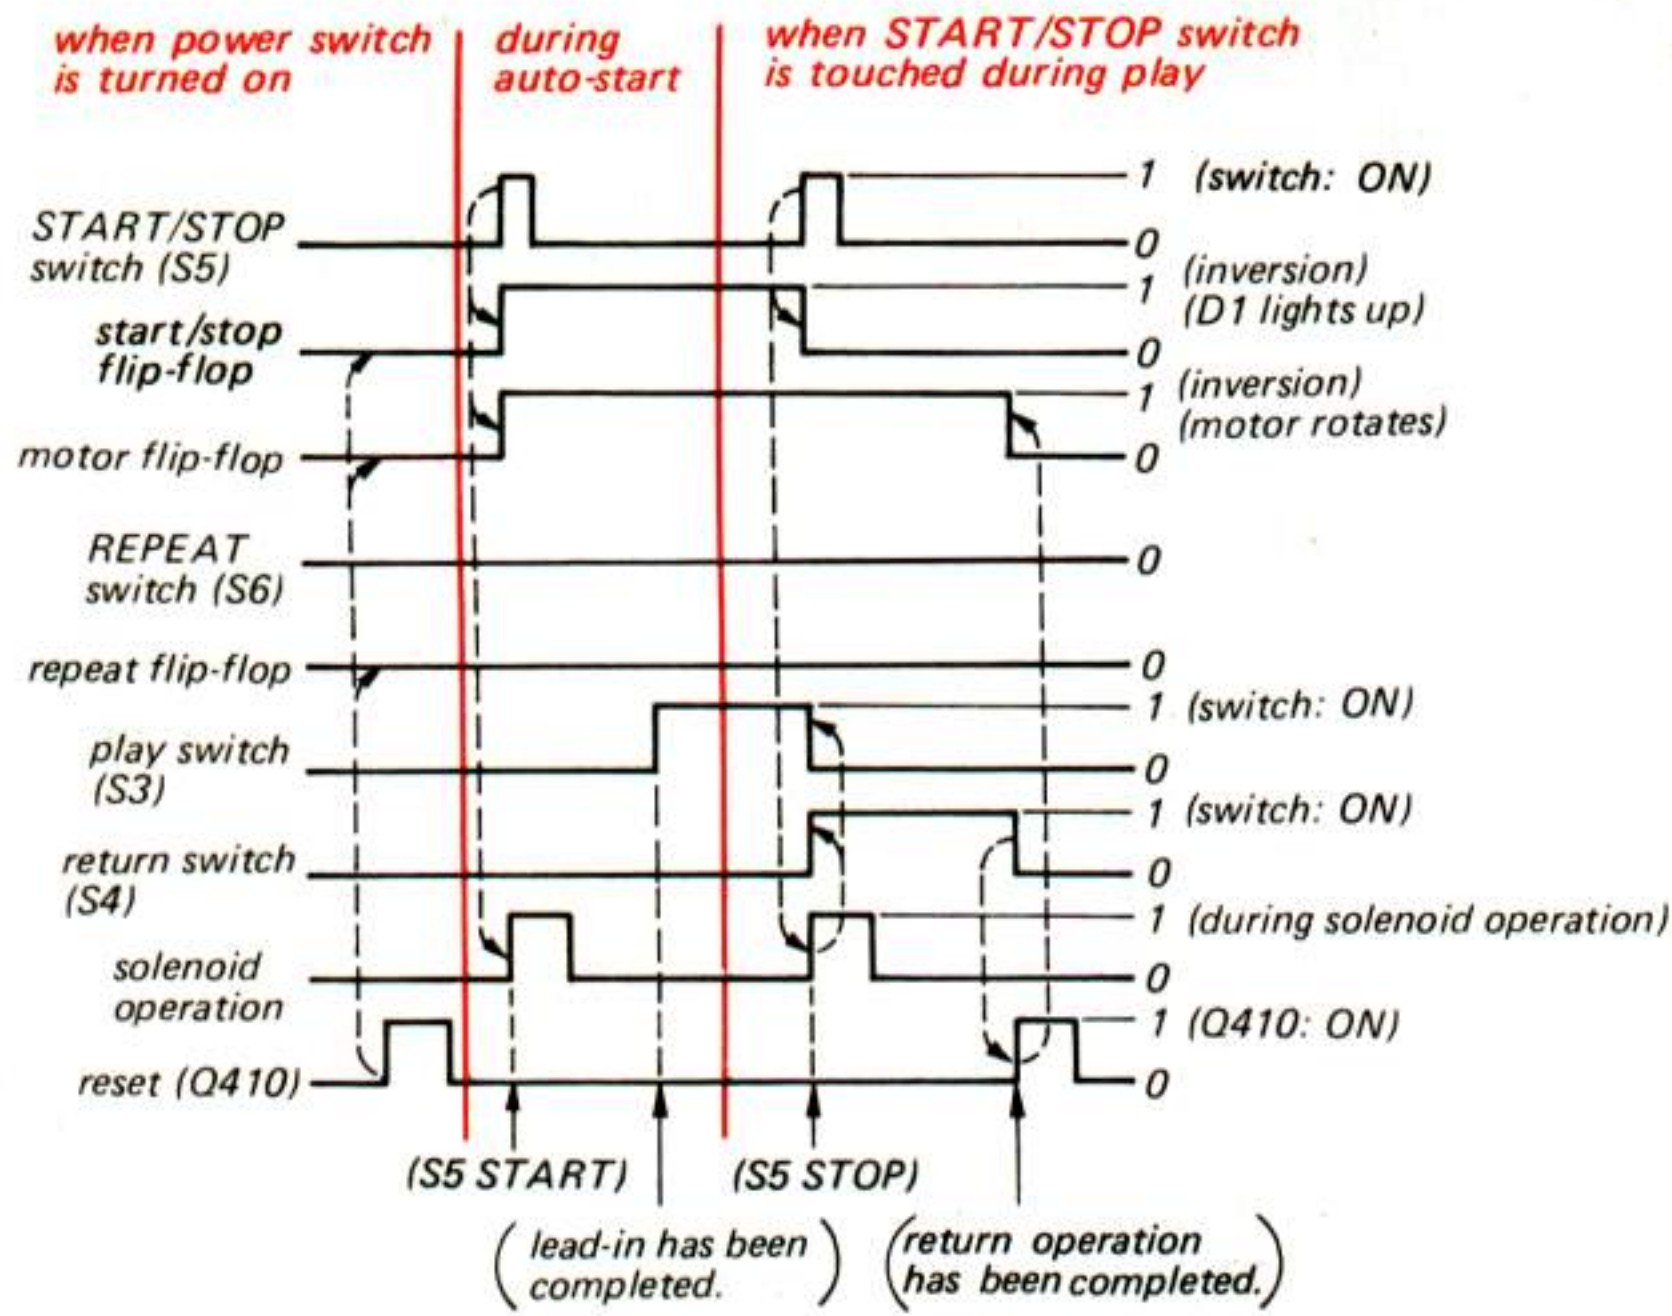 when power switch
is turned on
during
auto-start
when START/STOP switch
is touched during play
START/STOP
switch (S5)
1 (switch: ON)
0
start/stop
flip-flop
1 (inversion)
(D1 lights up)
0
motor flip-flop
1 (inversion)
(motor rotates)
0
REPEAT
switch (S6)
0
repeat flip-flop
0
play switch
(S3)
1 (switch: ON)
0
return switch
(S4)
1 (switch: ON)
0
solenoid
operation
1 (during solenoid operation)
0
reset (Q410)
1 (Q410: ON)
0
(S5 START)
(S5 STOP)
(lead-in has been
completed.)
(return operation
has been completed.)